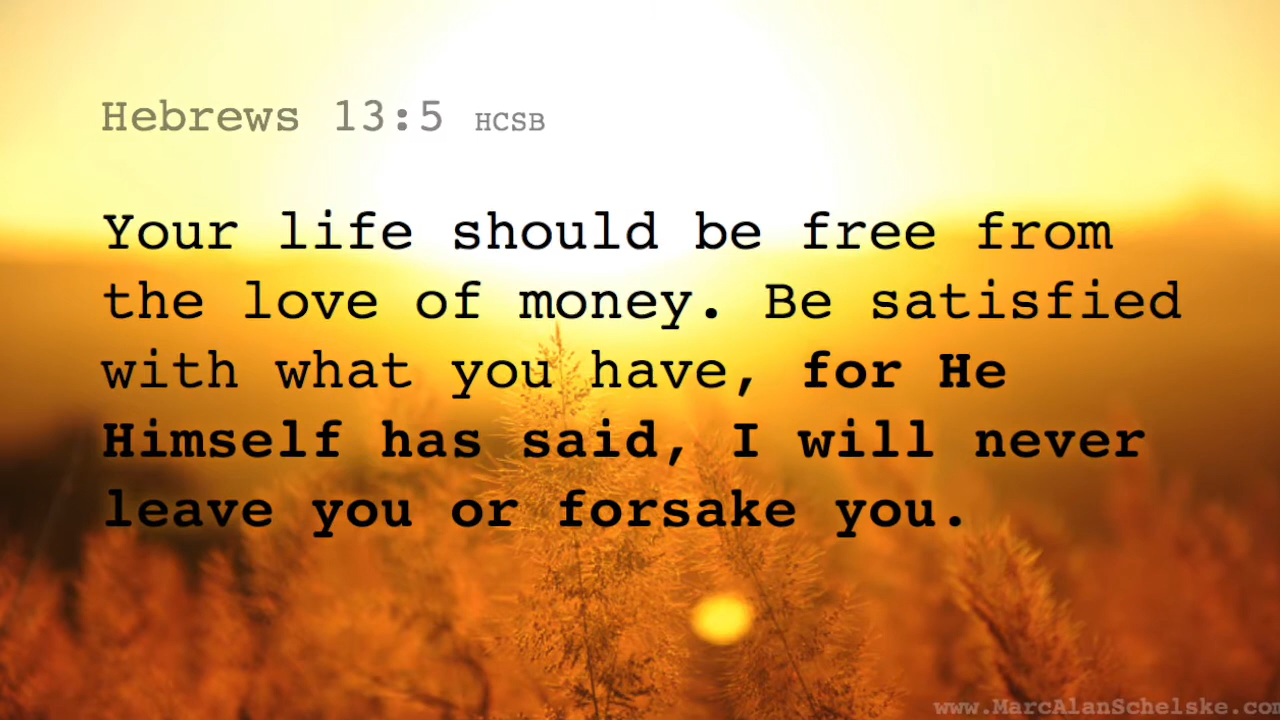 Hebrews 13:5 HCSB
Your life should be free from
the love of money. Be satisfied
with what you have, for He
Himself has said, I will never
leave you or forsake you.
www.MarcAlanSchelske.com